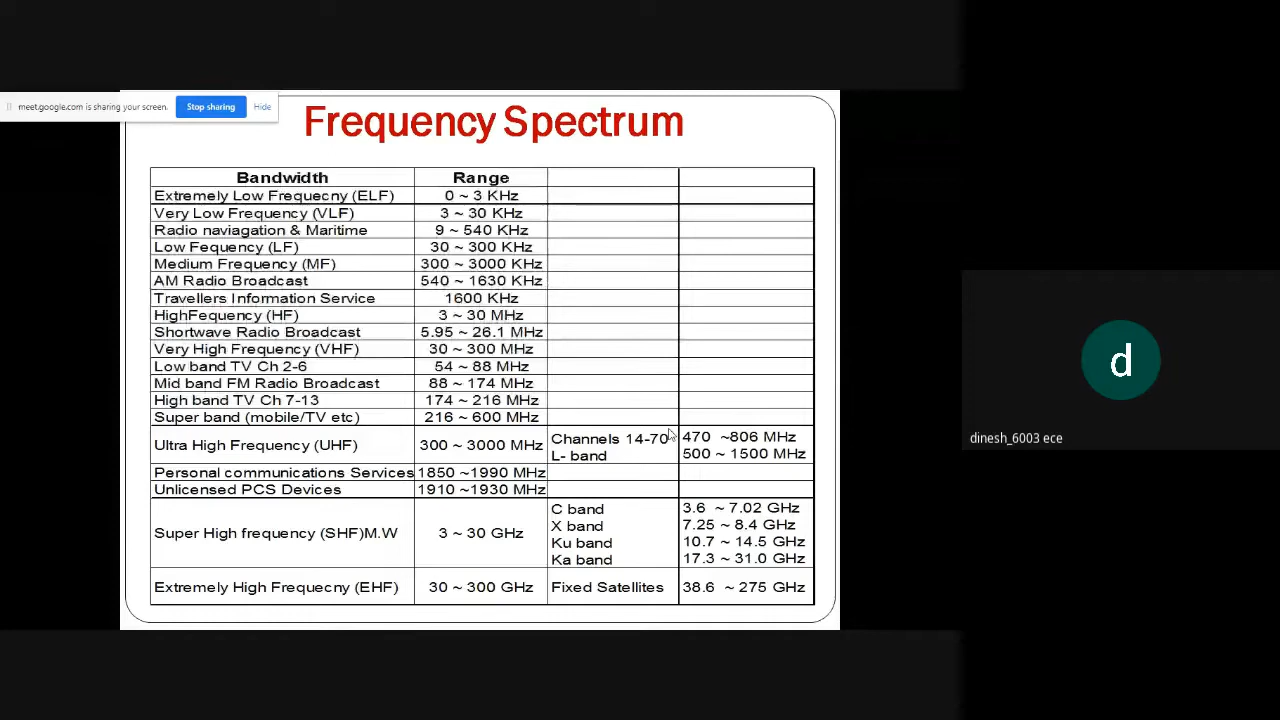 meet.google.com is sharing your screen. Stop sharing Hide
Frequency Spectrum
Bandwidth Range
Extremely Low Frequecny (ELF) 0 ~ 3 KHz
Very Low Frequency (VLF) 3 ~ 30 KHz
Radio naviagation & Maritime 9 ~ 540 KHz
Low Fequency (LF) 30 ~ 300 KHz
Medium Frequency (MF) 300 ~ 3000 KHz
AM Radio Broadcast 540 ~ 1630 KHz
Travellers Information Service 1600 KHz
HighFequency (HF) 3 ~ 30 MHz
Shortwave Radio Broadcast 5.95 ~ 26.1 MHz
Very High Frequency (VHF) 30 ~ 300 MHz
Low band TV Ch 2-6 54 ~ 88 MHz
Mid band FM Radio Broadcast 88 ~ 174 MHz
High band TV Ch 7-13 174 ~ 216 MHz
Super band (mobile/TV etc) 216 ~ 600 MHz
Ultra High Frequency (UHF) 300 ~ 3000 MHz
Channels 14-70 470 ~806 MHz
L- band 500 ~ 1500 MHz
Personal communications Services 1850 ~1990 MHz
Unlicensed PCS Devices 1910 ~1930 MHz
Super High frequency (SHF)M.W 3 ~ 30 GHz
C band 3.6 ~ 7.02 GHz
X band 7.25 ~ 8.4 GHz
Ku band 10.7 ~ 14.5 GHz
Ka band 17.3 ~ 31.0 GHz
Extremely High Frequecny (EHF) 30 ~ 300 GHz Fixed Satellites 38.6 ~ 275 GHz
d
dinesh_6003 ece